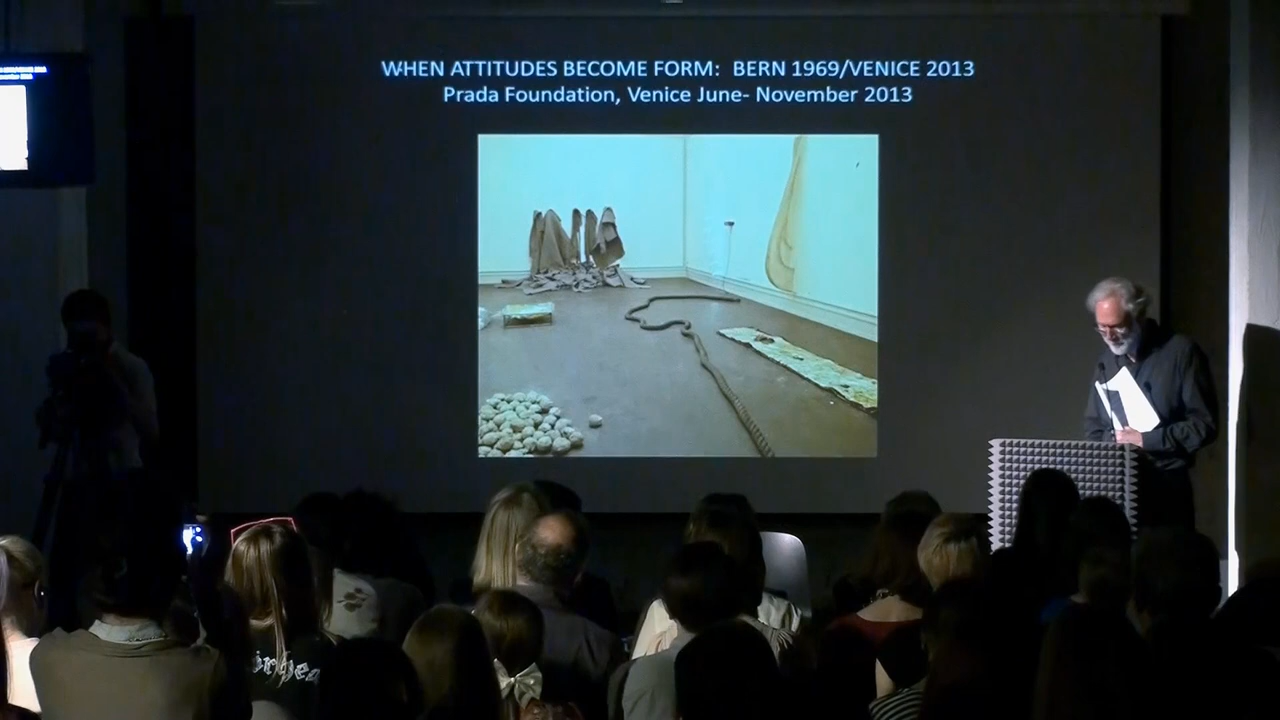 WHEN ATTITUDES BECOME FORM: BERN 1969/VENICE 2013
Prada Foundation, Venice June- November 2013